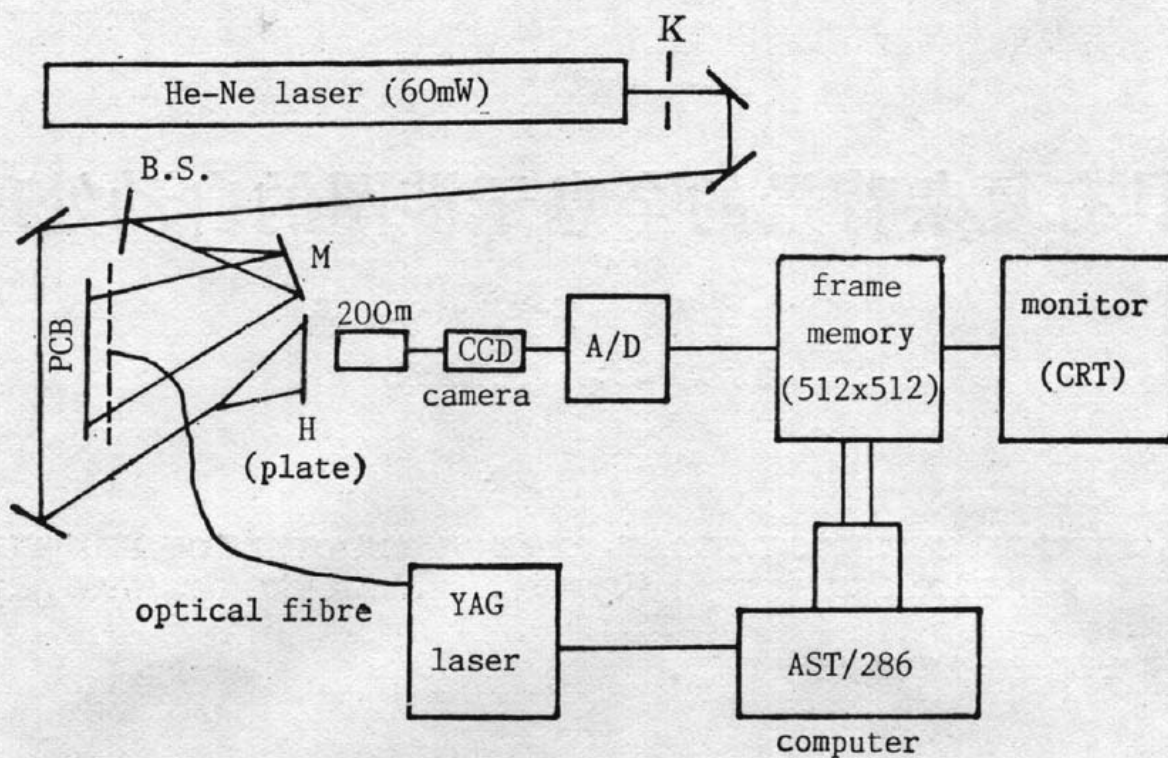 K
He-Ne laser (60mW)
B.S.
M
PCB
200m
CCD
camera
A/D
frame
memory
(512x512)
monitor
(CRT)
H
(plate)
optical fibre
YAG
laser
AST/286
computer